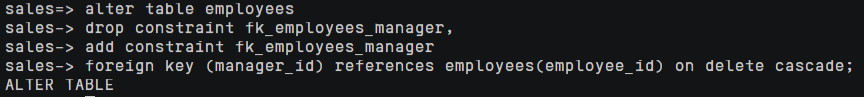 sales=> alter table employees
sales-> drop constraint fk_employees_manager,
sales-> add constraint fk_employees_manager
sales-> foreign key (manager_id) references employees(employee_id) on delete cascade;
ALTER TABLE